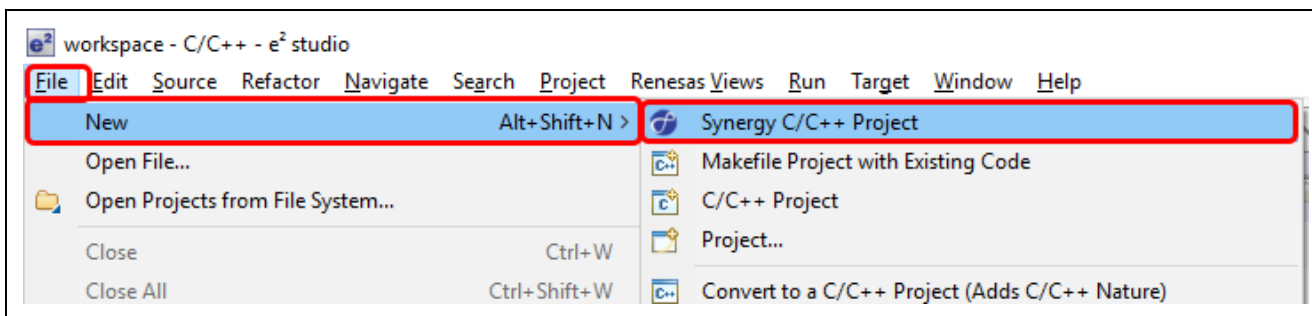 e² workspace - C/C++ - e² studio
File Edit Source Refactor Navigate Search Project Renesas Views Run Target Window Help
New Alt+Shift+N > Synergy C/C++ Project
Open File... Makefile Project with Existing Code
Open Projects from File System... C/C++ Project
Project...
Close Ctrl+W
Close All Ctrl+Shift+W Convert to a C/C++ Project (Adds C/C++ Nature)